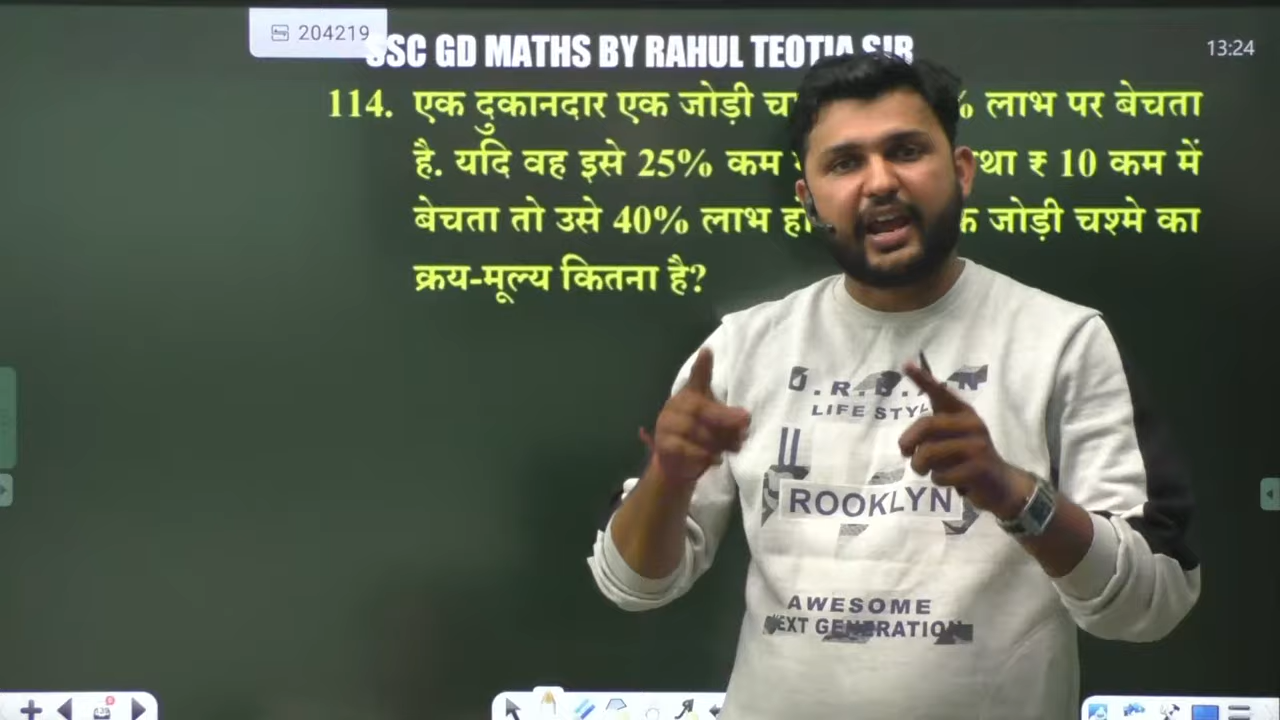 204219
SSC GD MATHS BY RAHUL TEOTIA SIR
13:24
114. एक दुकानदार एक जोड़ी % लाभ पर बेचता
है. यदि वह इसे 25% कम ₹ 10 कम में
बेचता तो उसे 40% लाभ जोड़ी चश्मे का
क्रय-मूल्य कितना है?
LIFE STYL
ROOKLYN
AWESOME
NEXT GENERATION